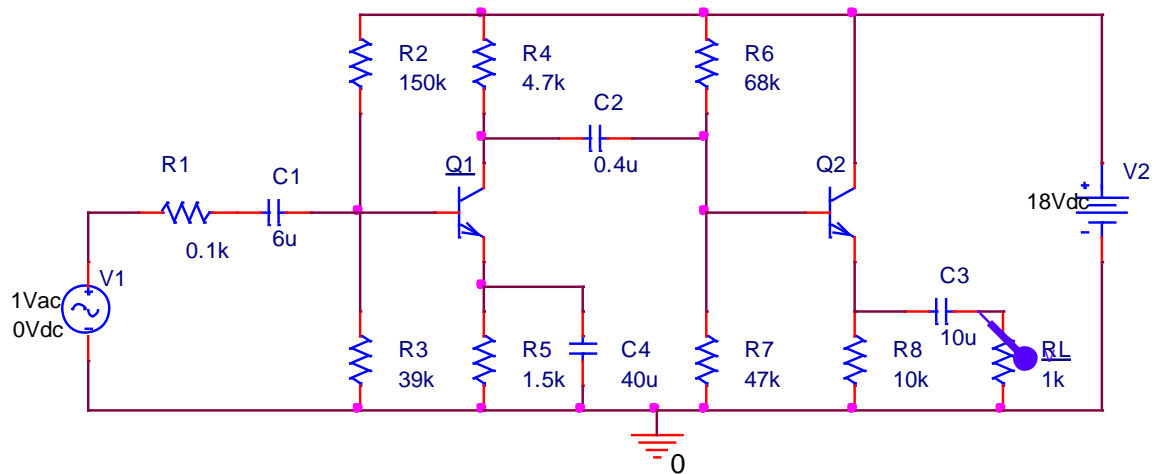 R2
150k
R4
4.7k
R6
68k
C2
0.4u
R1
0.1k
C1
6u
Q1
Q2
V2
18Vdc
V1
1Vac
0Vdc
C3
10u
R3
39k
R5
1.5k
C4
40u
R7
47k
R8
10k
RL
1k
V
0